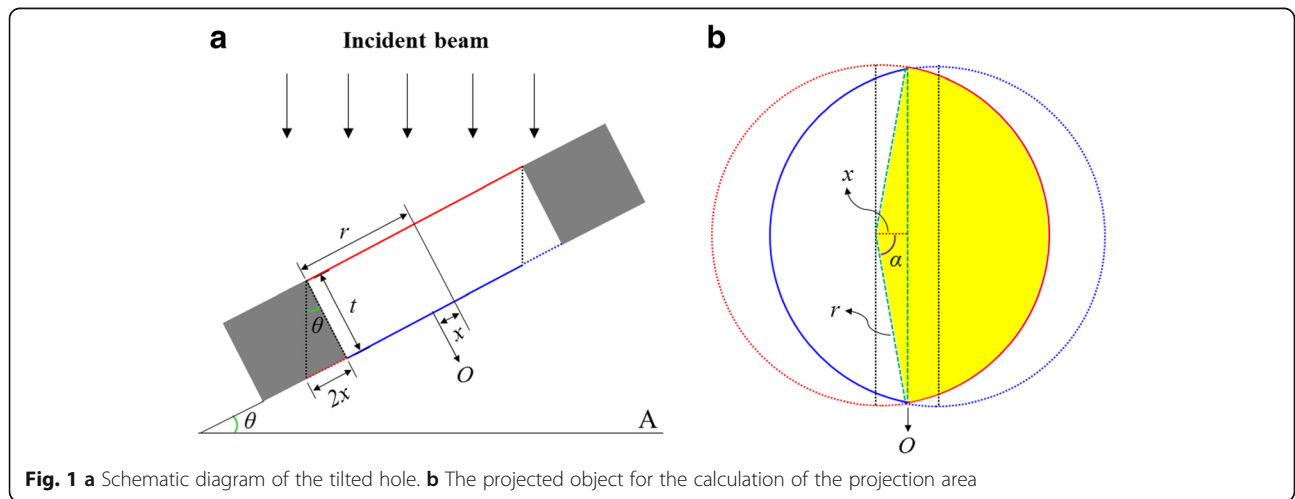 a
Incident beam
r
t
θ
x
2x
O
θ
A
b
x
α
r
O
Fig. 1 a Schematic diagram of the tilted hole. b The projected object for the calculation of the projection area